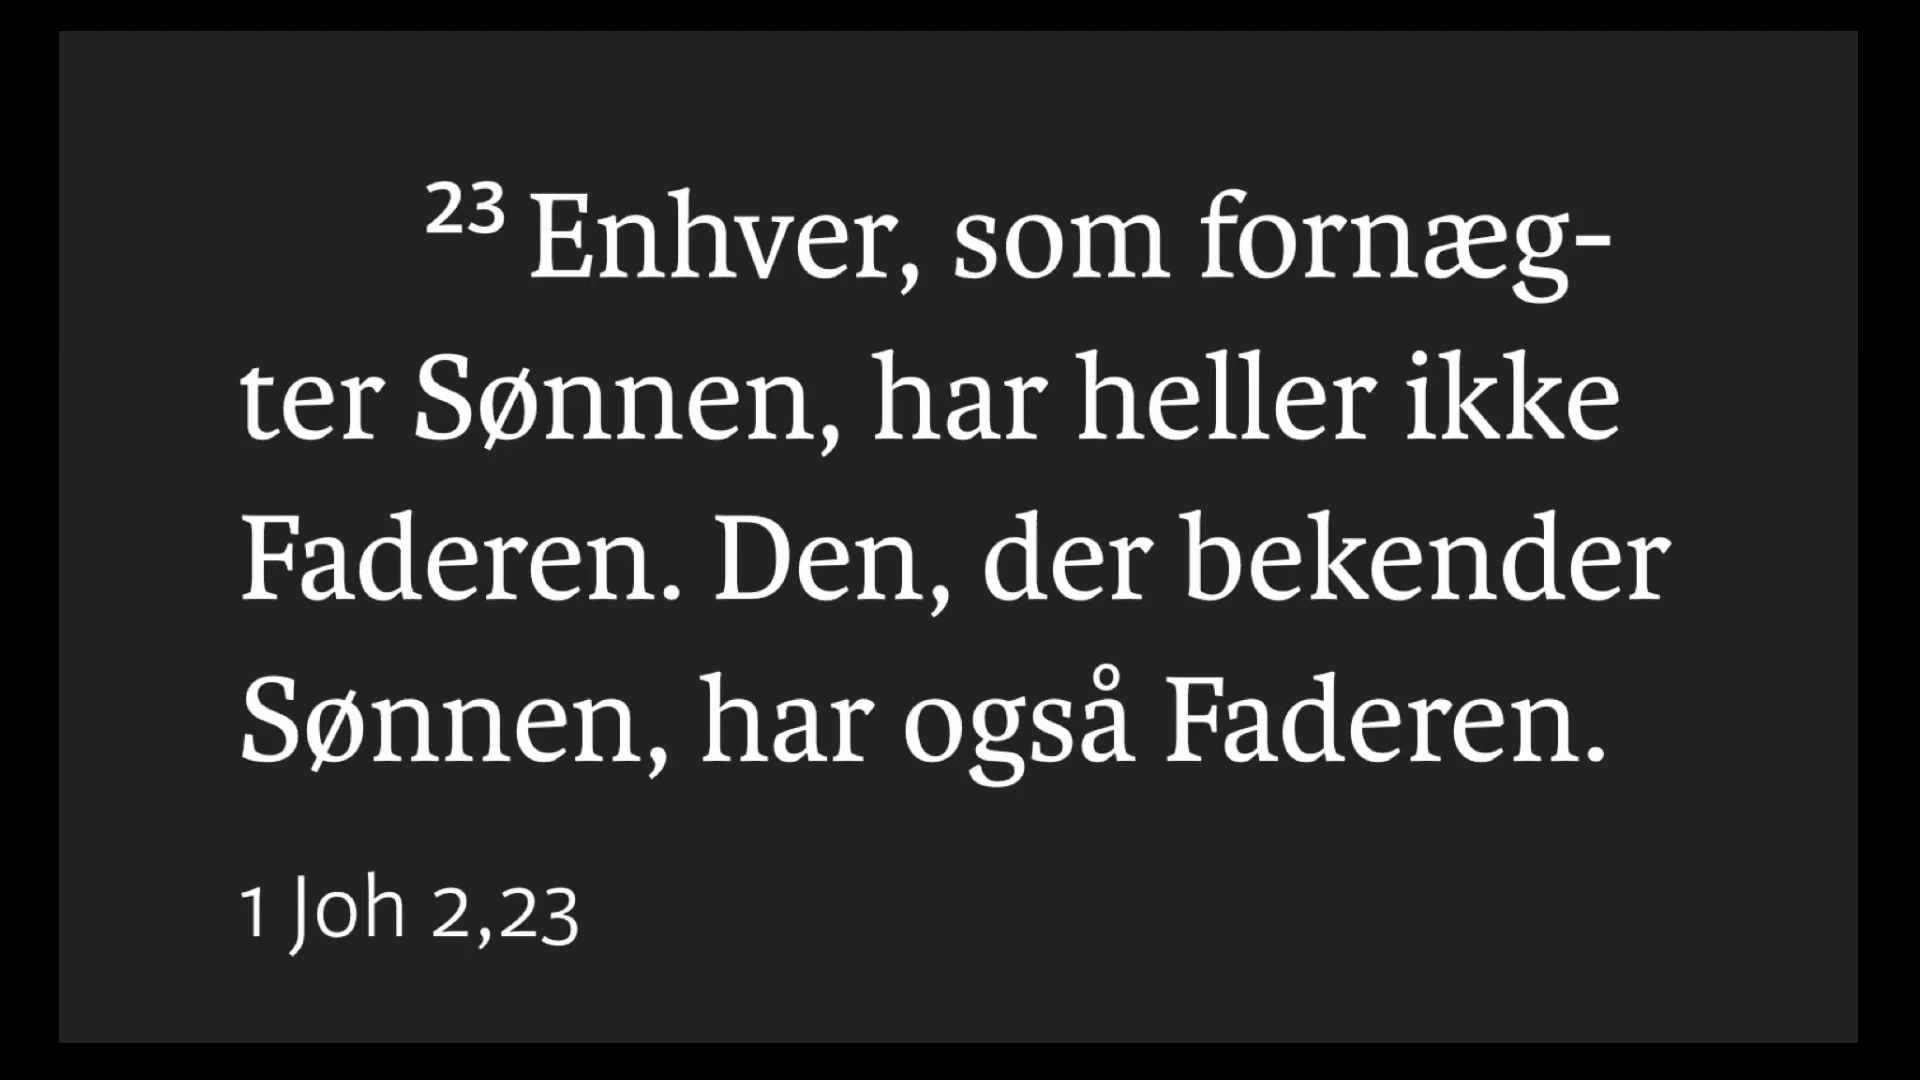 23 Enhver, som fornæg-
ter Sønnen, har heller ikke
Faderen. Den, der bekender
Sønnen, har også Faderen.
1 Joh 2,23